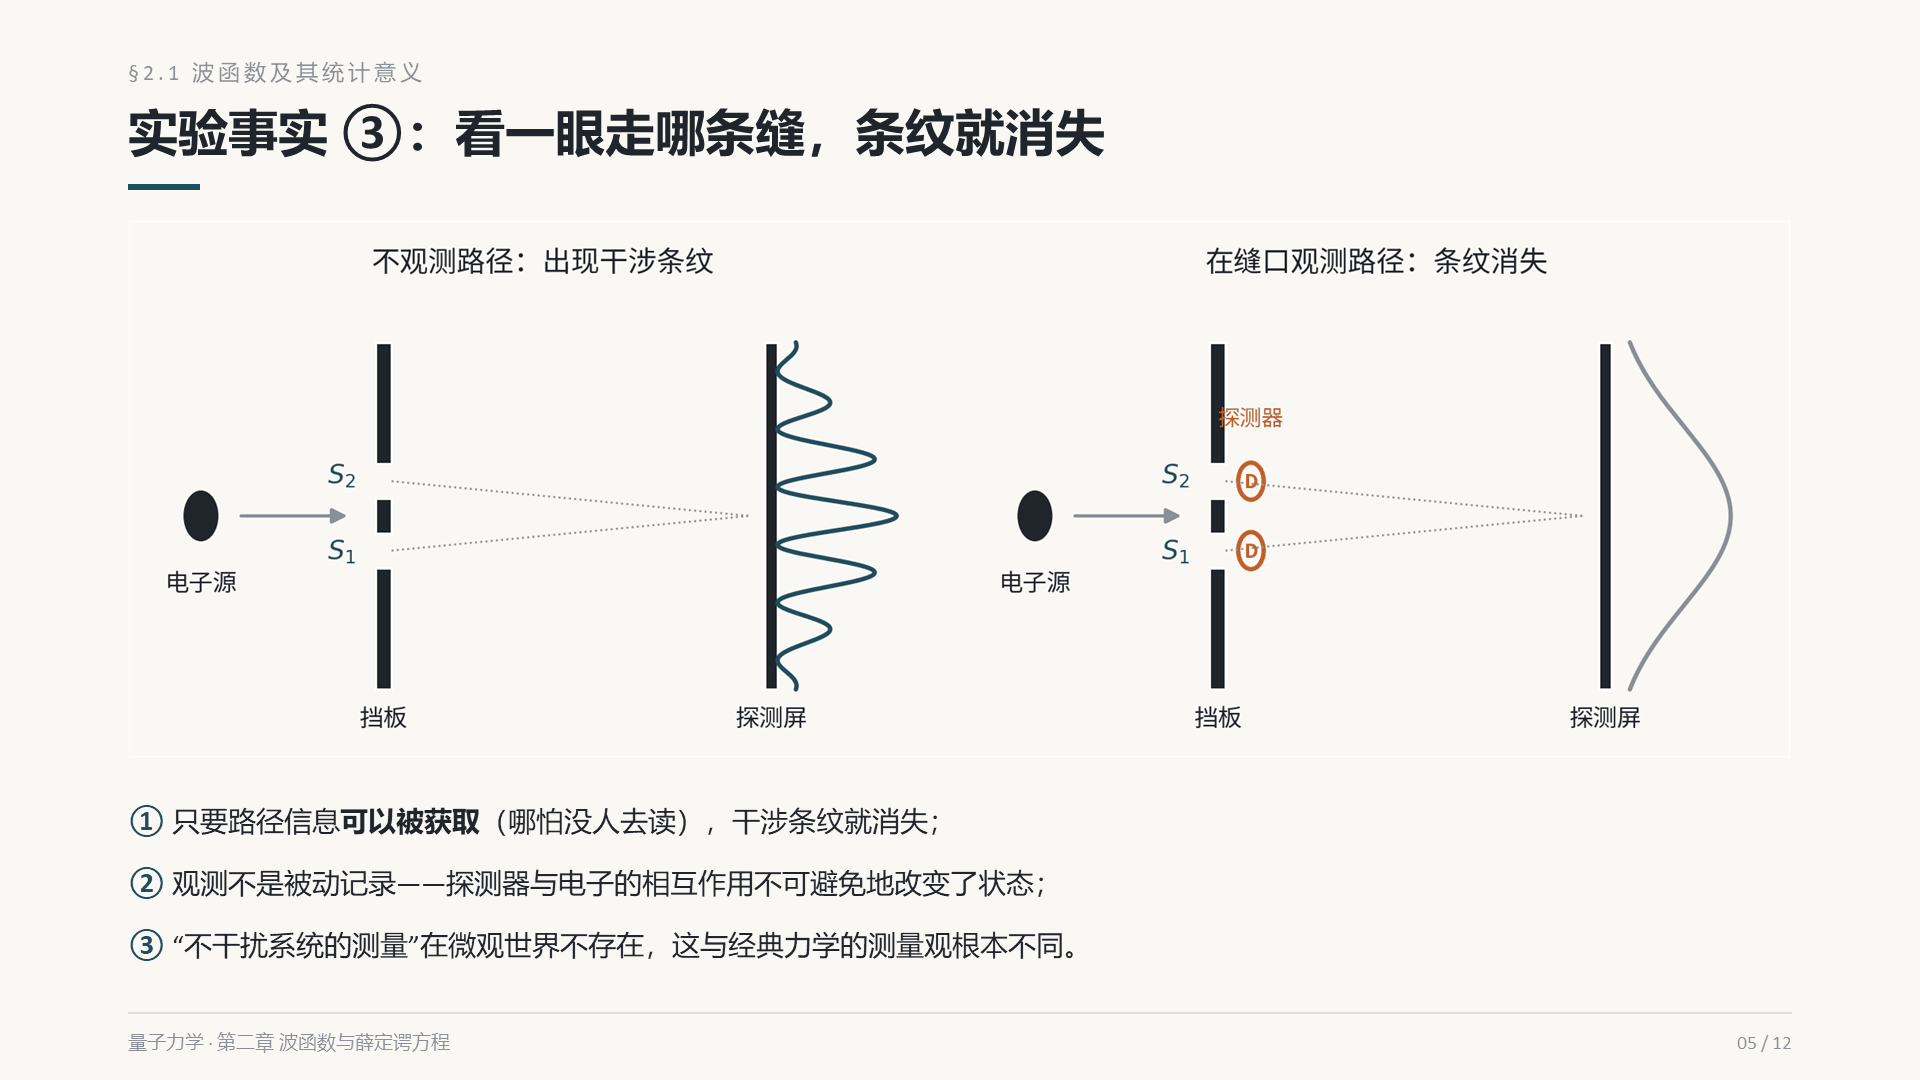 §2.1 波函数及其统计意义
实验事实 ③：看一眼走哪条缝，条纹就消失
不观测路径：出现干涉条纹
在缝口观测路径：条纹消失
探测器
S₂
S₂
D
S₁
S₁
D
电子源
电子源
挡板
探测屏
挡板
探测屏
① 只要路径信息可以被获取（哪怕没人去读），干涉条纹就消失；
② 观测不是被动记录——探测器与电子的相互作用不可避免地改变了状态；
③ “不干扰系统的测量”在微观世界不存在，这与经典力学的测量观根本不同。
量子力学 · 第二章 波函数与薛定谔方程
05 / 12